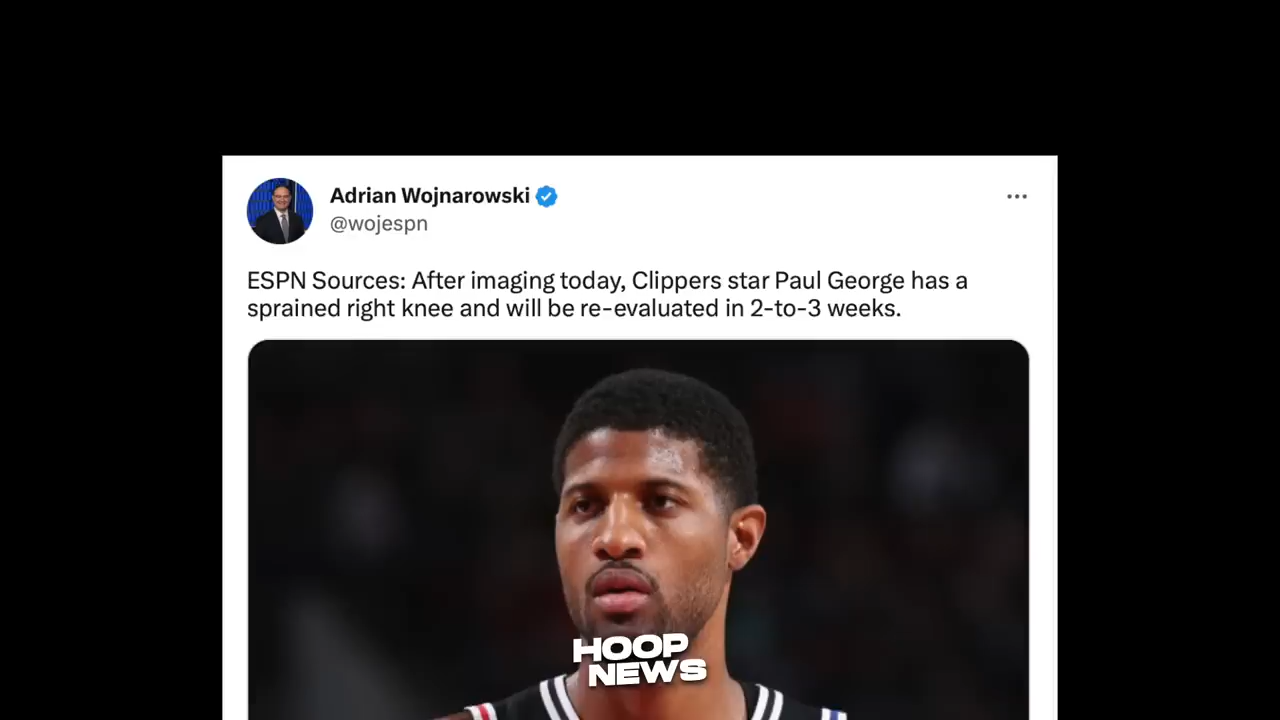 Adrian Wojnarowski
@wojespn
ESPN Sources: After imaging today, Clippers star Paul George has a
sprained right knee and will be re-evaluated in 2-to-3 weeks.
HOOP
NEWS